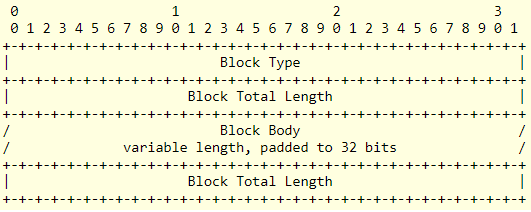 0                   1                   2                   3
 0 1 2 3 4 5 6 7 8 9 0 1 2 3 4 5 6 7 8 9 0 1 2 3 4 5 6 7 8 9 0 1
+-+-+-+-+-+-+-+-+-+-+-+-+-+-+-+-+-+-+-+-+-+-+-+-+-+-+-+-+-+-+-+-+
|                          Block Type                           |
+-+-+-+-+-+-+-+-+-+-+-+-+-+-+-+-+-+-+-+-+-+-+-+-+-+-+-+-+-+-+-+-+
|                      Block Total Length                       |
+-+-+-+-+-+-+-+-+-+-+-+-+-+-+-+-+-+-+-+-+-+-+-+-+-+-+-+-+-+-+-+-+
/                          Block Body                           /
/              variable length, padded to 32 bits               /
+-+-+-+-+-+-+-+-+-+-+-+-+-+-+-+-+-+-+-+-+-+-+-+-+-+-+-+-+-+-+-+-+
|                      Block Total Length                       |
+-+-+-+-+-+-+-+-+-+-+-+-+-+-+-+-+-+-+-+-+-+-+-+-+-+-+-+-+-+-+-+-+